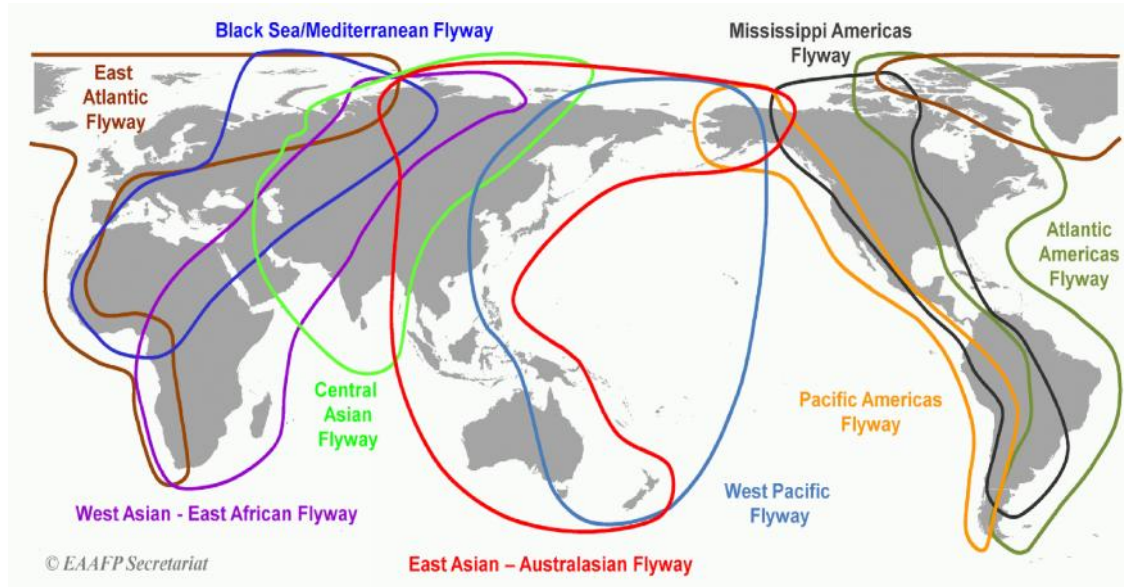 Black Sea/Mediterranean Flyway
Mississippi Americas
Flyway
East
Atlantic
Flyway
Atlantic
Americas
Flyway
Central
Asian
Flyway
Pacific Americas
Flyway
West Asian - East African Flyway
West Pacific
Flyway
© EAAFP Secretariat
East Asian – Australasian Flyway